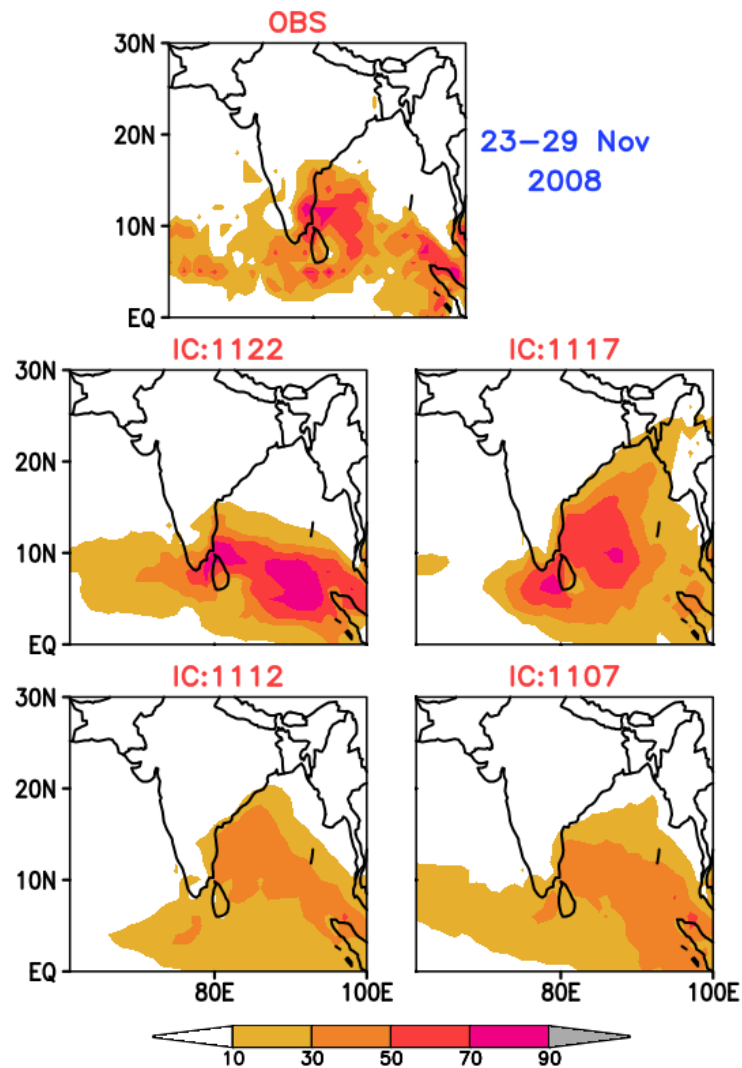 OBS
30N
20N
10N
EQ
23–29 Nov
2008
IC:1122
IC:1117
30N
20N
10N
EQ
IC:1112
IC:1107
30N
20N
10N
EQ
80E
100E
80E
100E
10 30 50 70 90